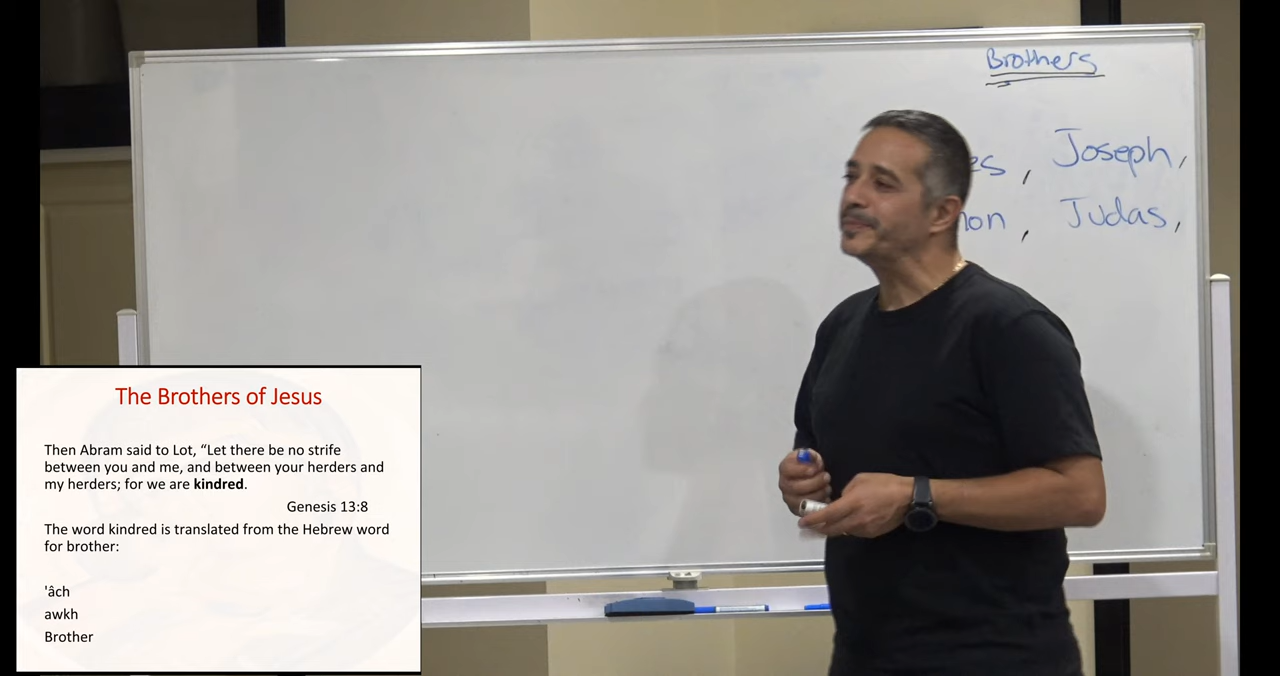 Brothers
es, Joseph,
non, Judas,
The Brothers of Jesus
Then Abram said to Lot, “Let there be no strife
between you and me, and between your herders and
my herders; for we are kindred.
Genesis 13:8
The word kindred is translated from the Hebrew word
for brother:
'âch
awkh
Brother